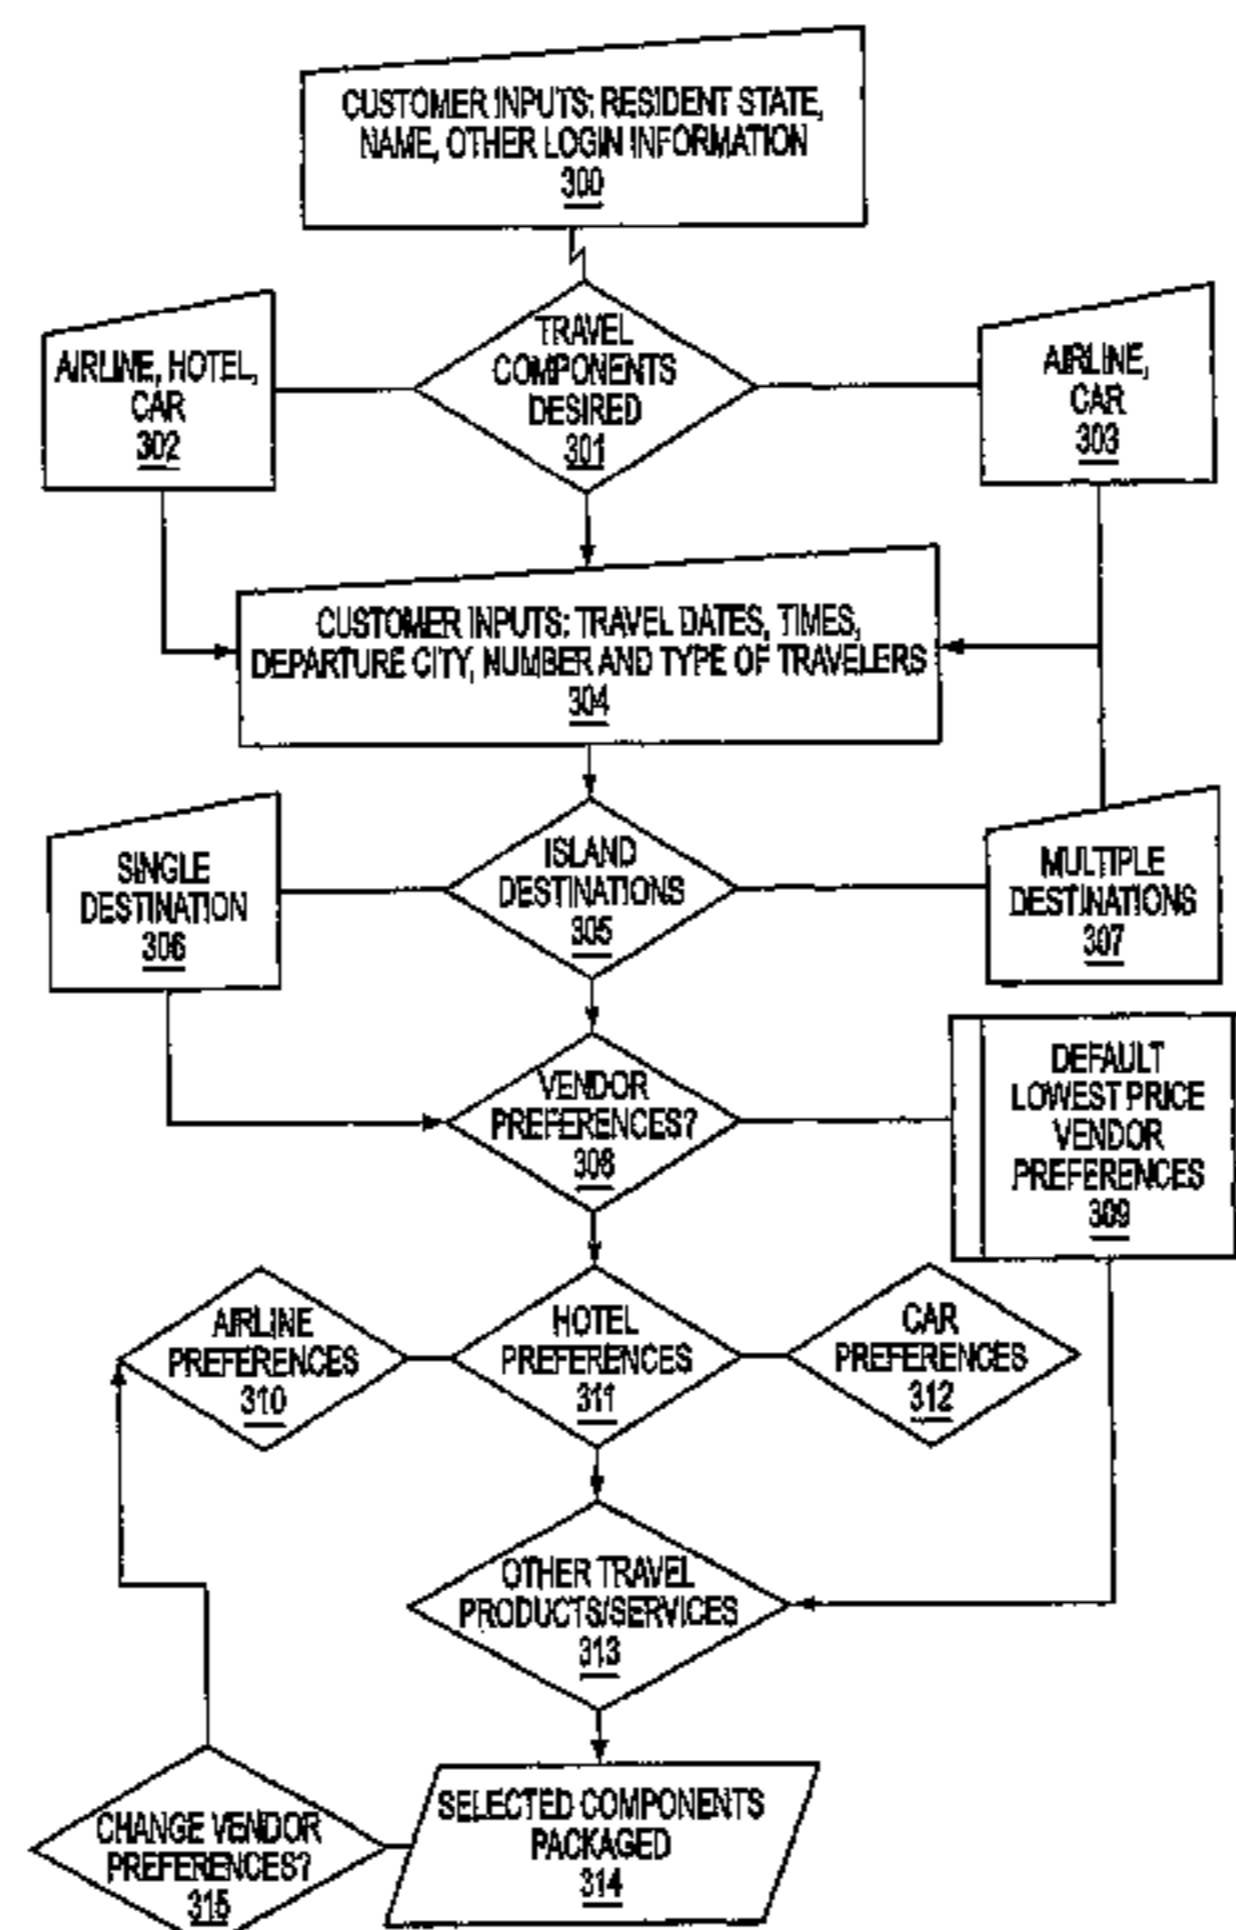 CUSTOMER INPUTS: RESIDENT STATE,
NAME, OTHER LOGIN INFORMATION
300
TRAVEL
COMPONENTS
DESIRED
301
AIRLINE, HOTEL,
CAR
302
AIRLINE,
CAR
303
CUSTOMER INPUTS: TRAVEL DATES, TIMES,
DEPARTURE CITY, NUMBER AND TYPE OF TRAVELERS
304
ISLAND
DESTINATIONS
305
SINGLE
DESTINATION
306
MULTIPLE
DESTINATIONS
307
VENDOR
PREFERENCES?
308
DEFAULT
LOWEST PRICE
VENDOR
PREFERENCES
309
AIRLINE
PREFERENCES
310
HOTEL
PREFERENCES
311
CAR
PREFERENCES
312
OTHER TRAVEL
PRODUCTS/SERVICES
313
SELECTED COMPONENTS
PACKAGED
314
CHANGE VENDOR
PREFERENCES?
315